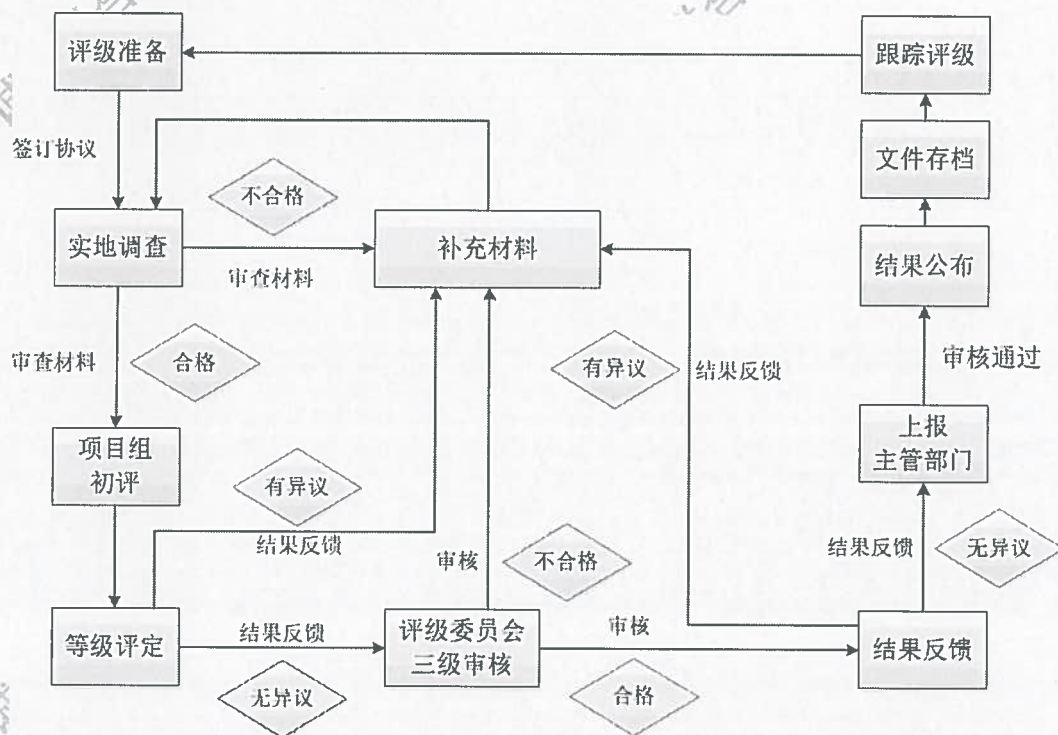 评级准备
跟踪评级
签订协议
文件存档
不合格
实地调查
补充材料
审查材料
结果公布
审查材料
合格
有异议
结果反馈
审核通过
项目组
初评
上报
主管部门
有异议
结果反馈
审核
不合格
结果反馈
无异议
等级评定
结果反馈
无异议
评级委员会
三级审核
审核
合格
结果反馈